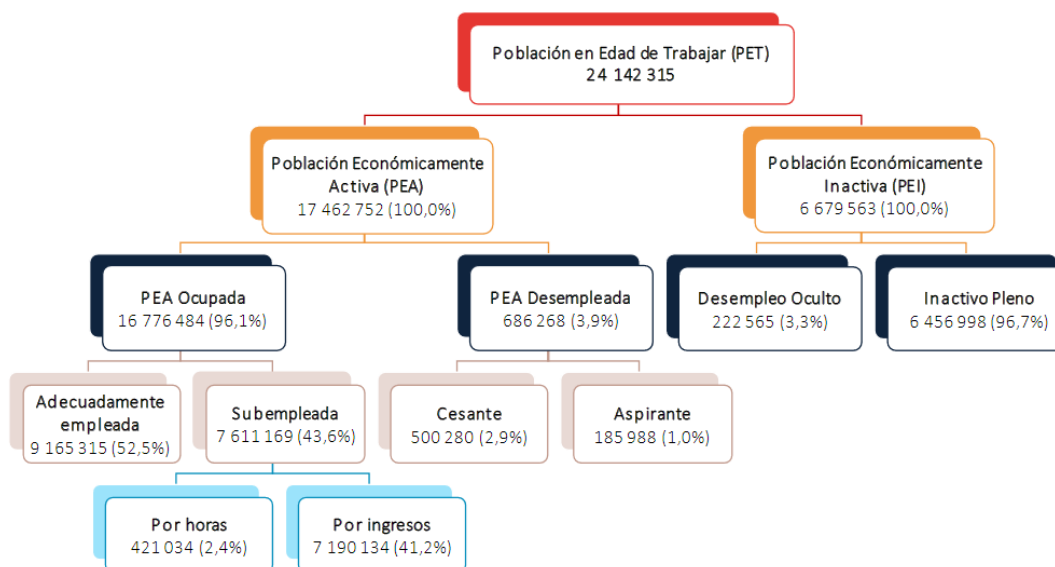 Población en Edad de Trabajar (PET)
24 142 315
Población Económicamente
Activa (PEA)
17 462 752 (100,0%)
Población Económicamente
Inactiva (PEI)
6 679 563 (100,0%)
PEA Ocupada
16 776 484 (96,1%)
PEA Desempleada
686 268 (3,9%)
Desempleo Oculto
222 565 (3,3%)
Inactivo Pleno
6 456 998 (96,7%)
Adecuadamente
empleada
9 165 315 (52,5%)
Subempleada
7 611 169 (43,6%)
Cesante
500 280 (2,9%)
Aspirante
185 988 (1,0%)
Por horas
421 034 (2,4%)
Por ingresos
7 190 134 (41,2%)